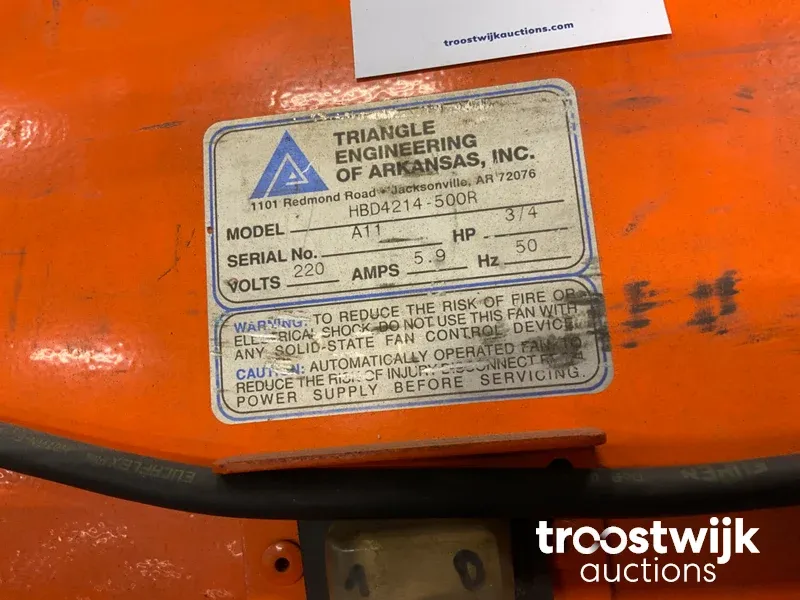 troostwijkauctions.com
TRIANGLE
ENGINEERING
OF ARKANSAS, INC.
1101 Redmond Road • Jacksonville, AR 72076
MODEL HBD4214-500R
SERIAL No. A11 HP 3/4
VOLTS 220 AMPS 5.9 Hz 50
WARNING: TO REDUCE THE RISK OF FIRE OR
ELECTRICAL SHOCK DO NOT USE THIS FAN WITH
ANY SOLID-STATE FAN CONTROL DEVICE.
CAUTION: AUTOMATICALLY OPERATED FAN, TO
REDUCE THE RISK OF INJURY DISCONNECT FROM
POWER SUPPLY BEFORE SERVICING.
1 0
troostwijk
auctions